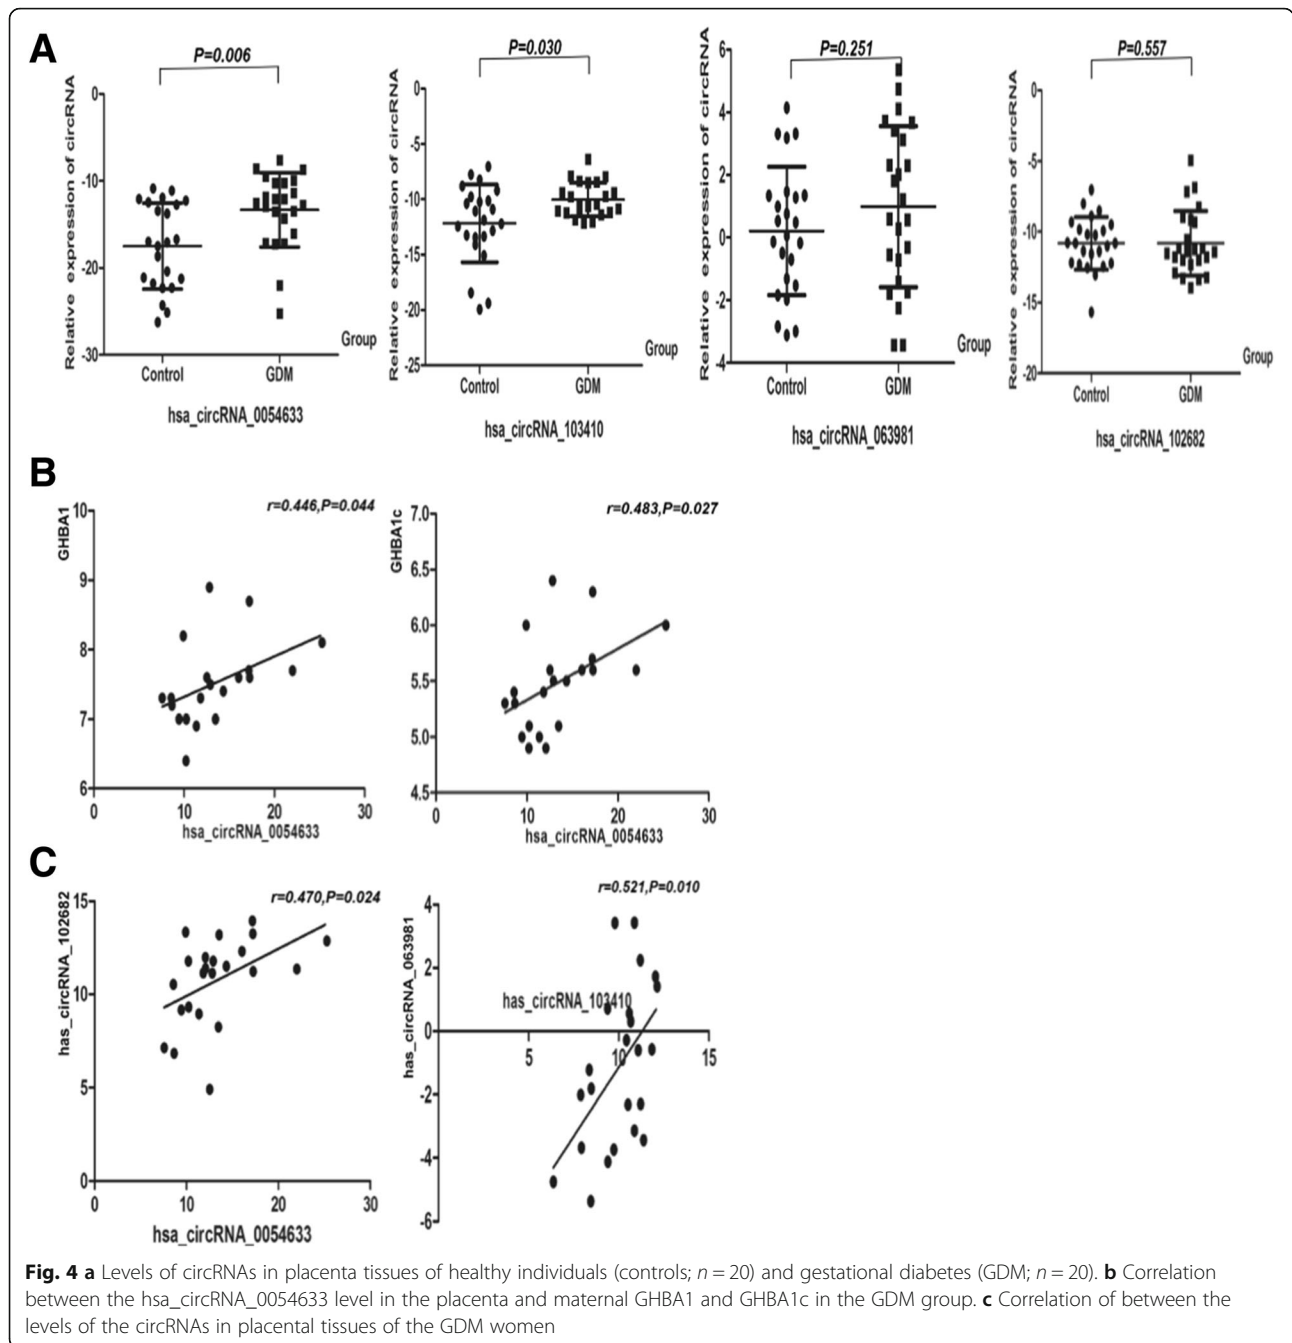 A
P=0.006
P=0.030
P=0.251
P=0.557
Relative expression of circRNA
0
-10
-20
-30
Control
GDM
Group
hsa_circRNA_0054633
Relative expression of circRNA
0
-5
-10
-15
-20
-25
Control
GDM
Group
hsa_circRNA_103410
Relative expression of circRNA
6
4
2
0
-2
-4
Control
GDM
Group
hsa_circRNA_063981
Relative expression of circRNA
0
-5
-10
-15
-20
Control
GDM
Group
hsa_circRNA_102682
B
r=0.446,P=0.044
GHBA1
10
9
8
7
6
0
10
20
30
hsa_circRNA_0054633
r=0.483,P=0.027
GHBA1c
7.0
6.5
6.0
5.5
5.0
4.5
0
10
20
30
hsa_circRNA_0054633
C
r=0.470,P=0.024
has_circRNA_102682
15
10
5
0
0
10
20
30
hsa_circRNA_0054633
r=0.521,P=0.010
has_circRNA_063981
4
2
0
-2
-4
-6
has_circRNA_103410
5
10
15
Fig. 4 a Levels of circRNAs in placenta tissues of healthy individuals (controls; n = 20) and gestational diabetes (GDM; n = 20). b Correlation
between the hsa_circRNA_0054633 level in the placenta and maternal GHBA1 and GHBA1c in the GDM group. c Correlation of between the
levels of the circRNAs in placental tissues of the GDM women